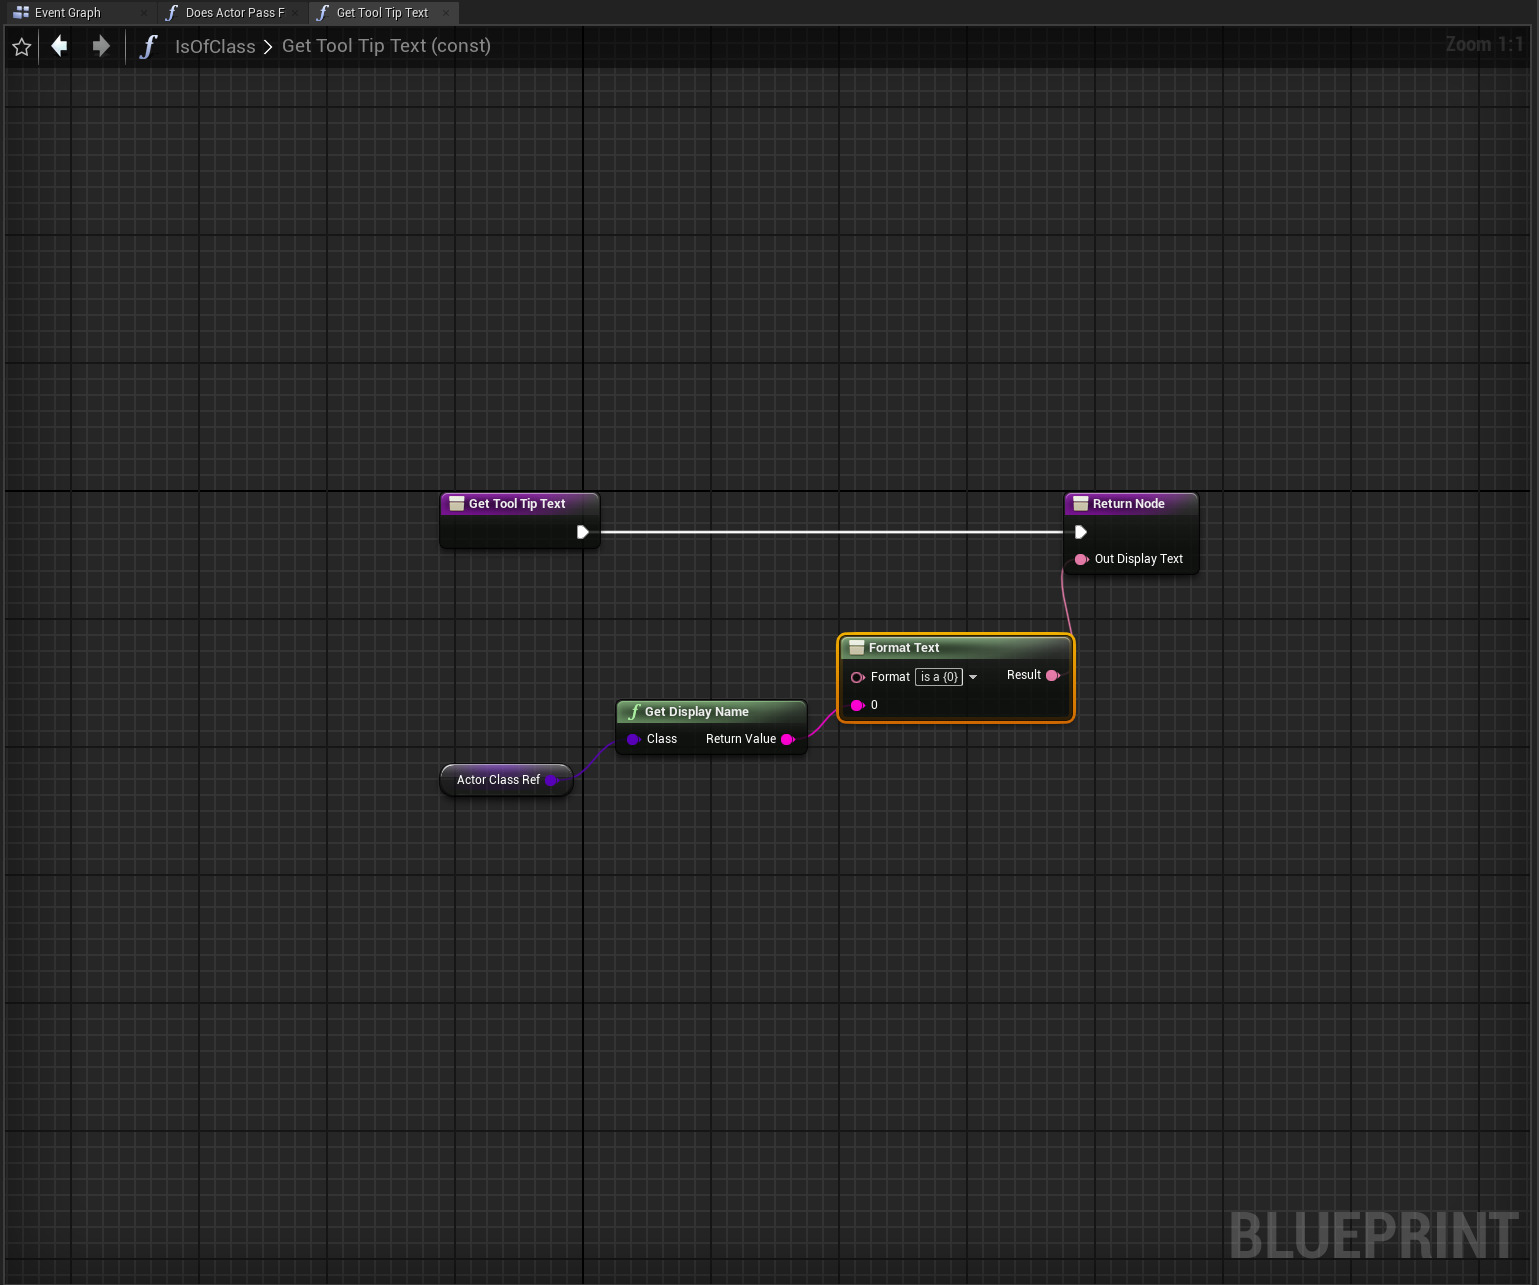 Event Graph
Does Actor Pass F
Get Tool Tip Text
IsOfClass > Get Tool Tip Text (const)
Zoom 1:1
Get Tool Tip Text
Return Node
Out Display Text
Format Text
Format is a {0}
Result
0
Get Display Name
Class
Return Value
Actor Class Ref
BLUEPRINT